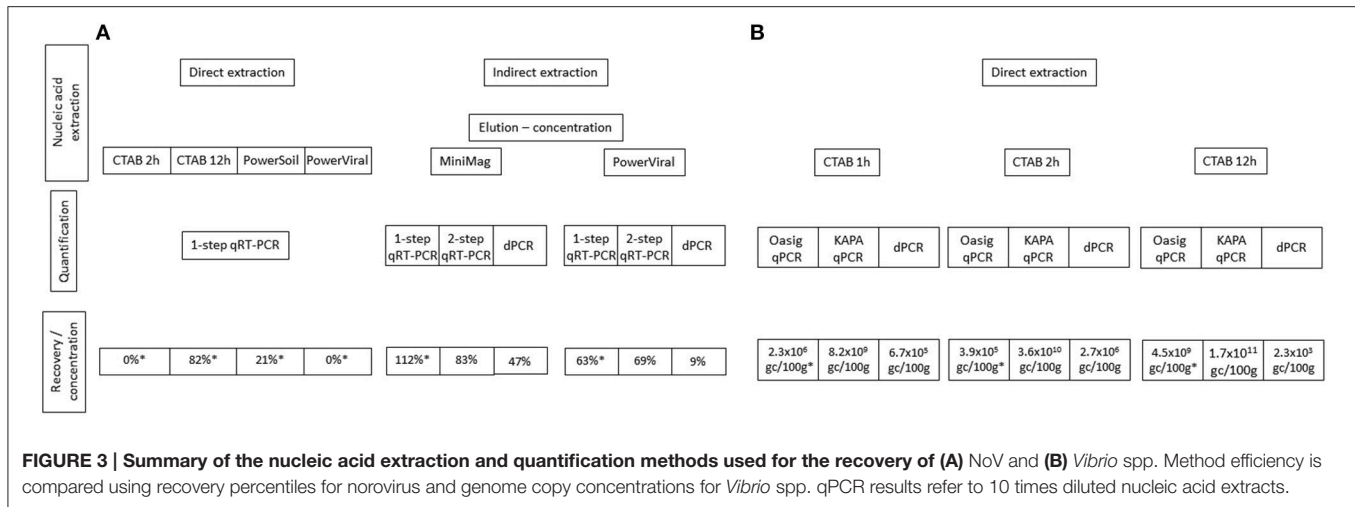 A
B
Nucleic acid
extraction
Direct extraction
Indirect extraction
Direct extraction
Elution – concentration
CTAB 2h CTAB 12h PowerSoil PowerViral
MiniMag
PowerViral
CTAB 1h
CTAB 2h
CTAB 12h
Quantification
1-step qRT-PCR
1-step
qRT-PCR
2-step
qRT-PCR
dPCR
1-step
qRT-PCR
2-step
qRT-PCR
dPCR
Oasig
qPCR
KAPA
qPCR
dPCR
Oasig
qPCR
KAPA
qPCR
dPCR
Oasig
qPCR
KAPA
qPCR
dPCR
Recovery /
concentration
0%* 82%* 21%* 0%*
112%* 83% 47%
63%* 69% 9%
2.3x10⁶
gc/100g*
8.2x10⁹
gc/100g
6.7x10⁵
gc/100g
3.9x10⁵
gc/100g*
3.6x10¹⁰
gc/100g
2.7x10⁶
gc/100g
4.5x10⁹
gc/100g*
1.7x10¹¹
gc/100g
2.3x10³
gc/100g
FIGURE 3 | Summary of the nucleic acid extraction and quantification methods used for the recovery of (A) NoV and (B) Vibrio spp. Method efficiency is
compared using recovery percentiles for norovirus and genome copy concentrations for Vibrio spp. qPCR results refer to 10 times diluted nucleic acid extracts.